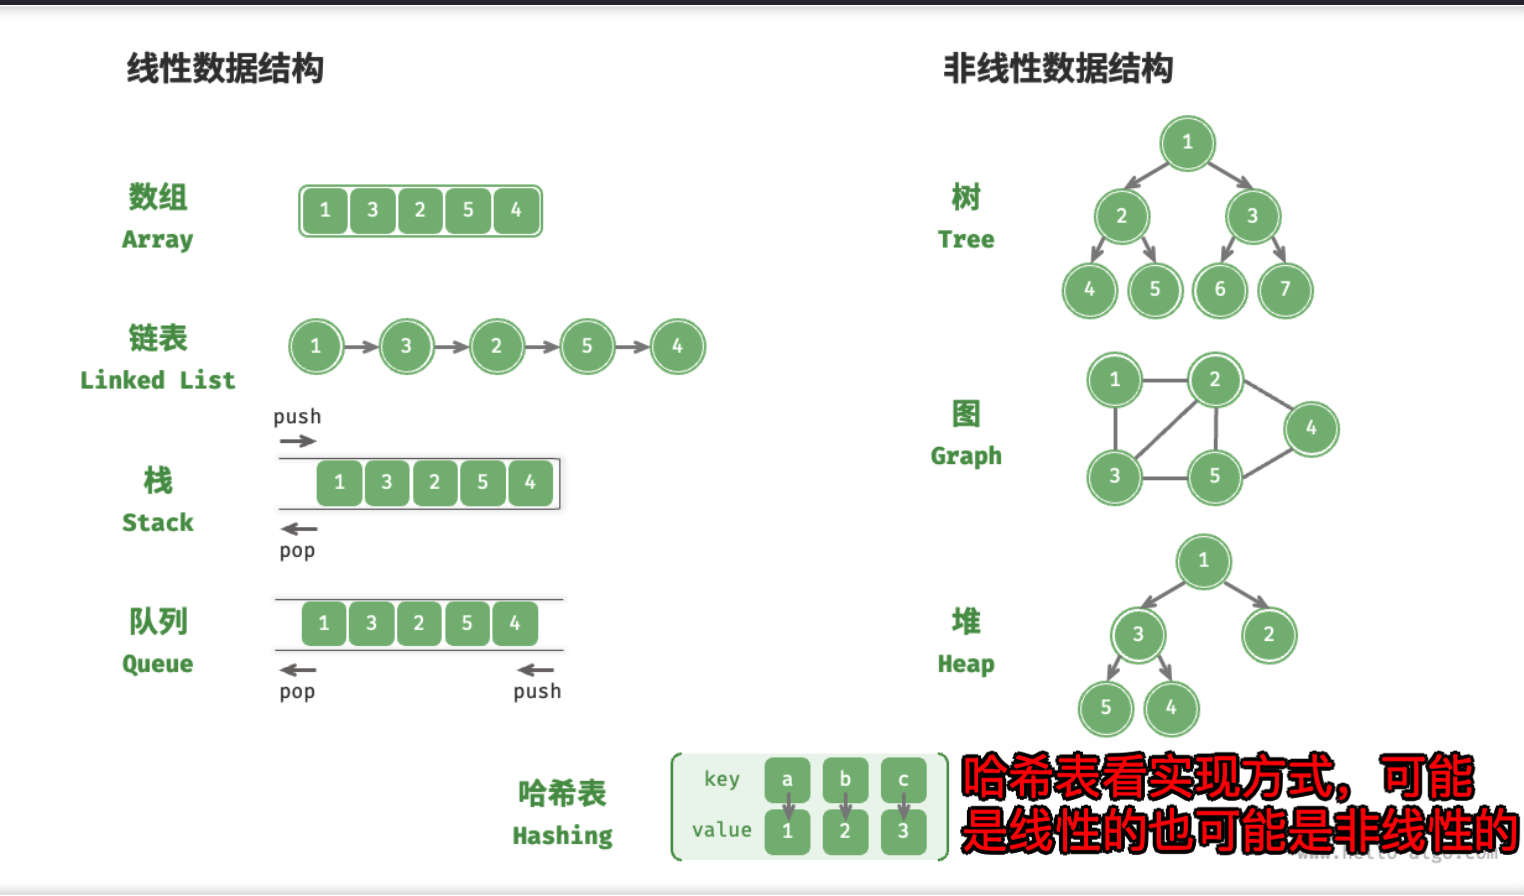 线性数据结构
非线性数据结构
数组
Array
1 3 2 5 4
链表
Linked List
1 3 2 5 4
栈
Stack
push
1 3 2 5 4
pop
队列
Queue
1 3 2 5 4
pop push
树
Tree
1
2 3
4 5 6 7
图
Graph
1 2
4
3 5
堆
Heap
1
3 2
5 4
哈希表
Hashing
key a b c
value 1 2 3
哈希表看实现方式，可能
是线性的也可能是非线性的
www.hello-algo.com